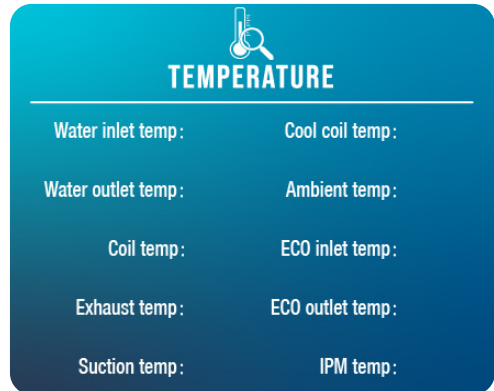 TEMPERATURE
Water inlet temp: Cool coil temp:
Water outlet temp: Ambient temp:
Coil temp: ECO inlet temp:
Exhaust temp: ECO outlet temp:
Suction temp: IPM temp: